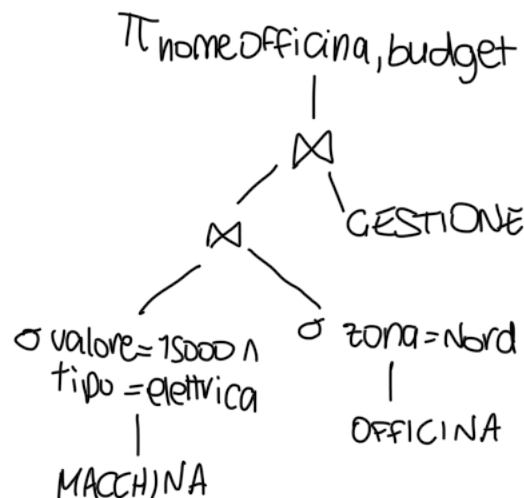 π nomeofficina, budget
⋈
⋈ GESTIONE
σ valore=15000 ∧ σ zona=Nord
tipo=elettrica
OFFICINA
MACCHINA